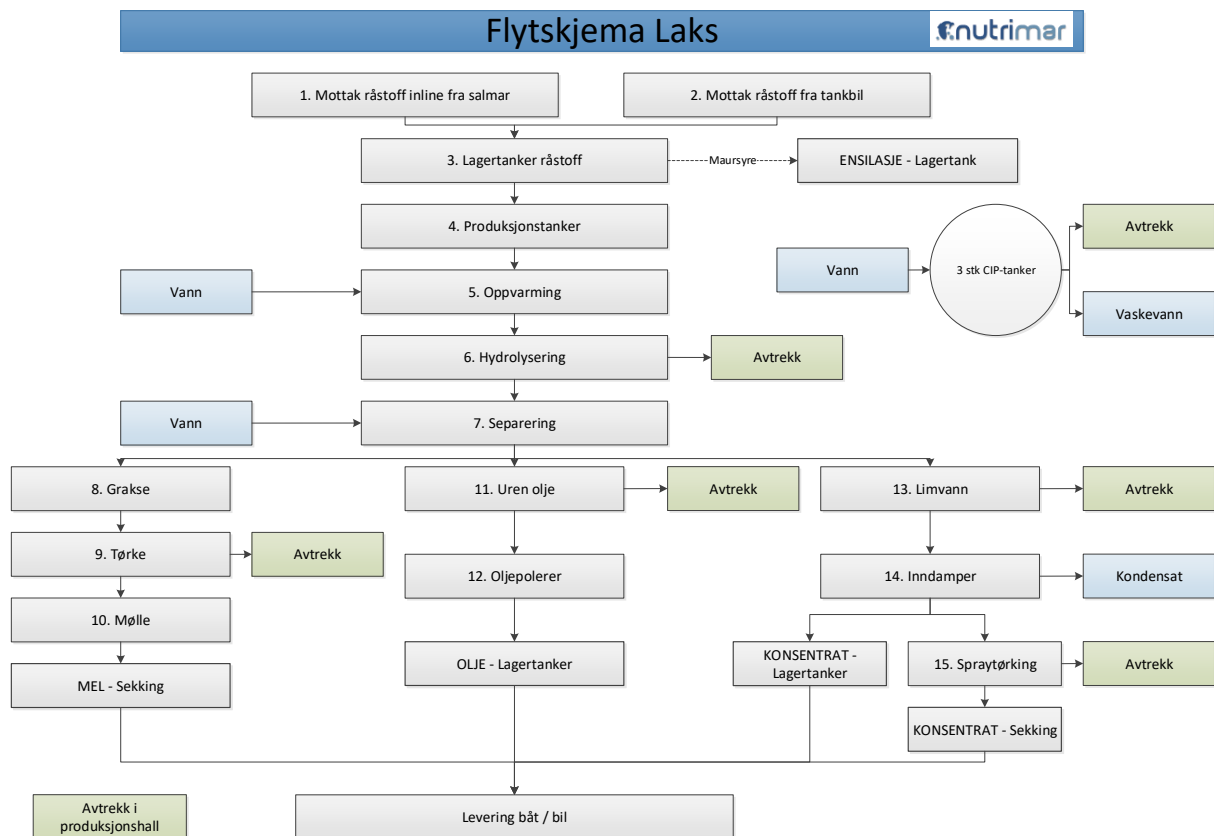 Flytskjema Laks
nutrimar
1. Mottak råstoff inline fra salmar
2. Mottak råstoff fra tankbil
3. Lagertanker råstoff
Maursyre
ENSILASJE - Lagertank
4. Produksjonstanker
Avtrekk
Vann
3 stk CIP-tanker
Vann
5. Oppvarming
Vaskevann
6. Hydrolysering
Avtrekk
Vann
7. Separering
8. Grakse
11. Uren olje
Avtrekk
13. Limvann
Avtrekk
9. Tørke
Avtrekk
12. Oljepolerer
14. Inndamper
Kondensat
10. Mølle
MEL - Sekking
OLJE - Lagertanker
KONSENTRAT -
Lagertanker
15. Spraytørking
Avtrekk
KONSENTRAT - Sekking
Avtrekk i
produksjonshall
Levering båt / bil